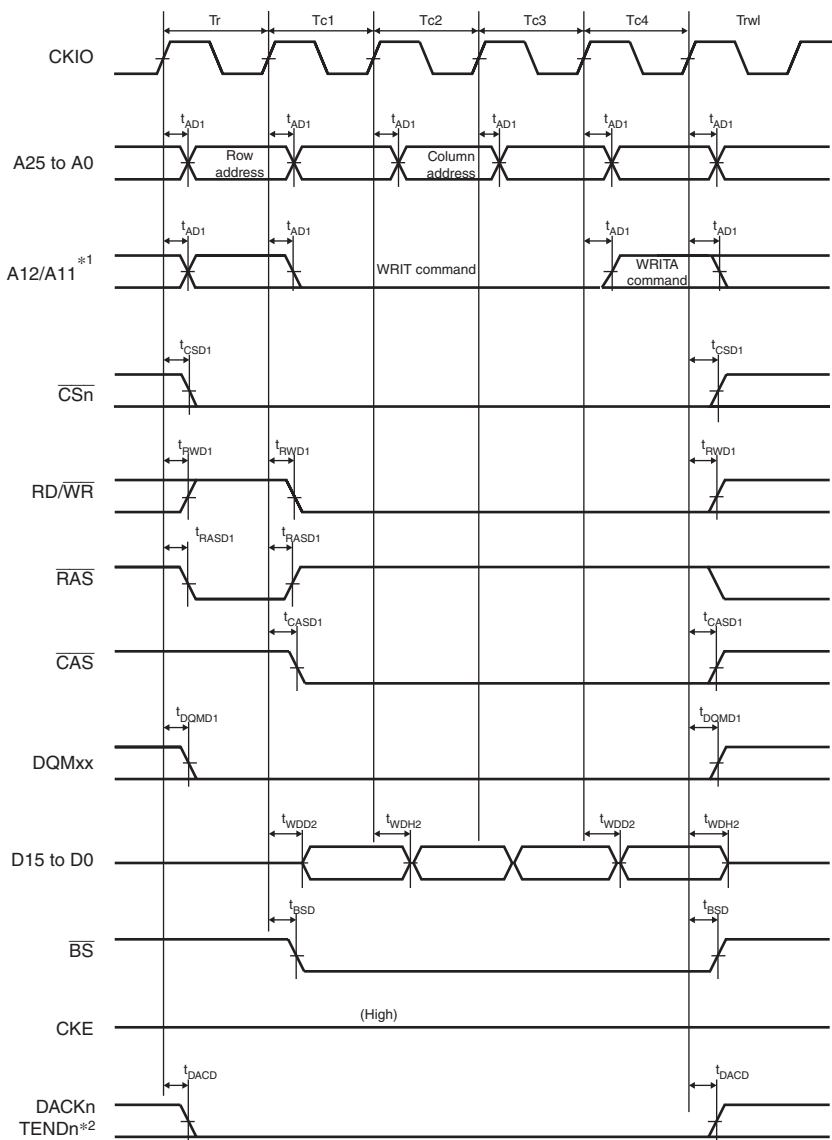 Tr Tc1 Tc2 Tc3 Tc4 Trwl
CKIO
tAD1 tAD1 tAD1 tAD1 tAD1 tAD1
A25 to A0
Row
address
Column
address
tAD1 tAD1 tAD1 tAD1
A12/A11 *1
WRIT command
WRITA
command
tCSD1 tCSD1
CSn
tRWD1 tRWD1 tRWD1
RD/WR
tRASD1 tRASD1
RAS
tCASD1 tCASD1
CAS
tDQMD1 tDQMD1
DQMxx
tWDD2 tWDH2 tWDD2 tWDH2
D15 to D0
tBSD tBSD
BS
(High)
CKE
tDACD tDACD
DACKn
TENDn*2